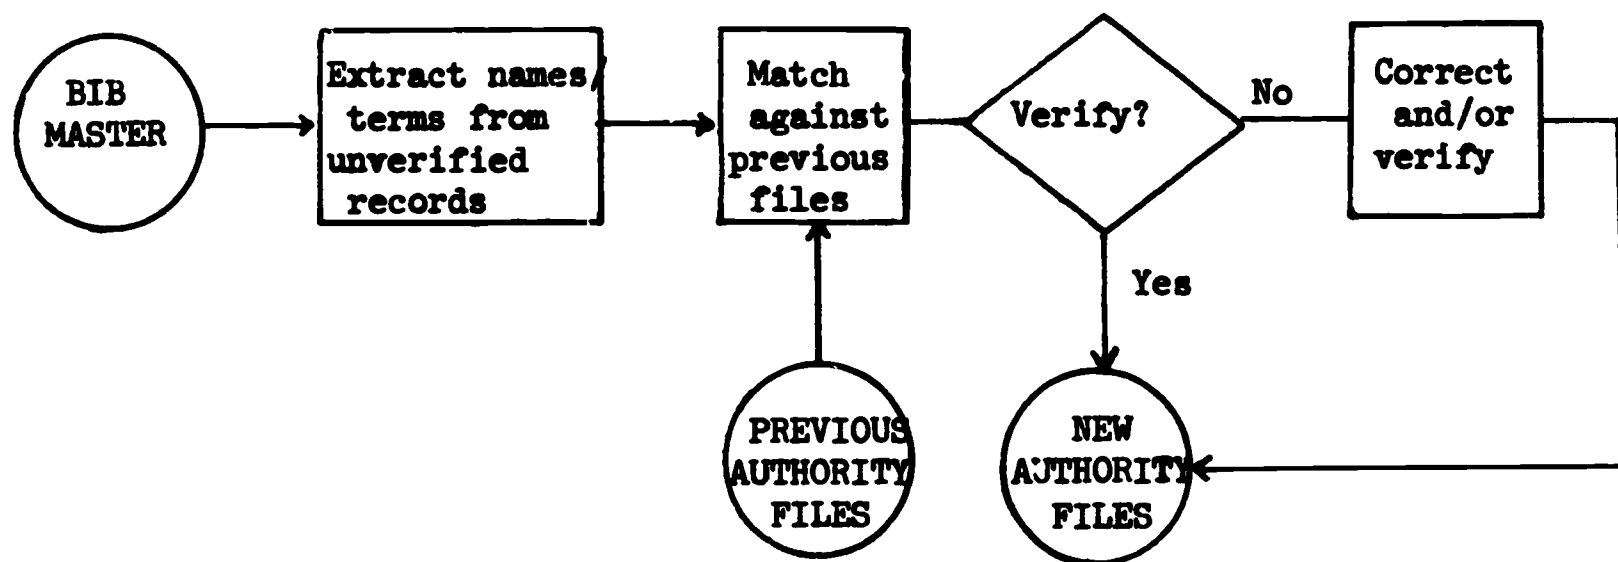 BIB
MASTER
Extract names/
terms from
unverified
records
Match
against
previous
files
Verify?
No
Correct
and/or
verify
Yes
PREVIOUS
AUTHORITY
FILES
NEW
AUTHORITY
FILES